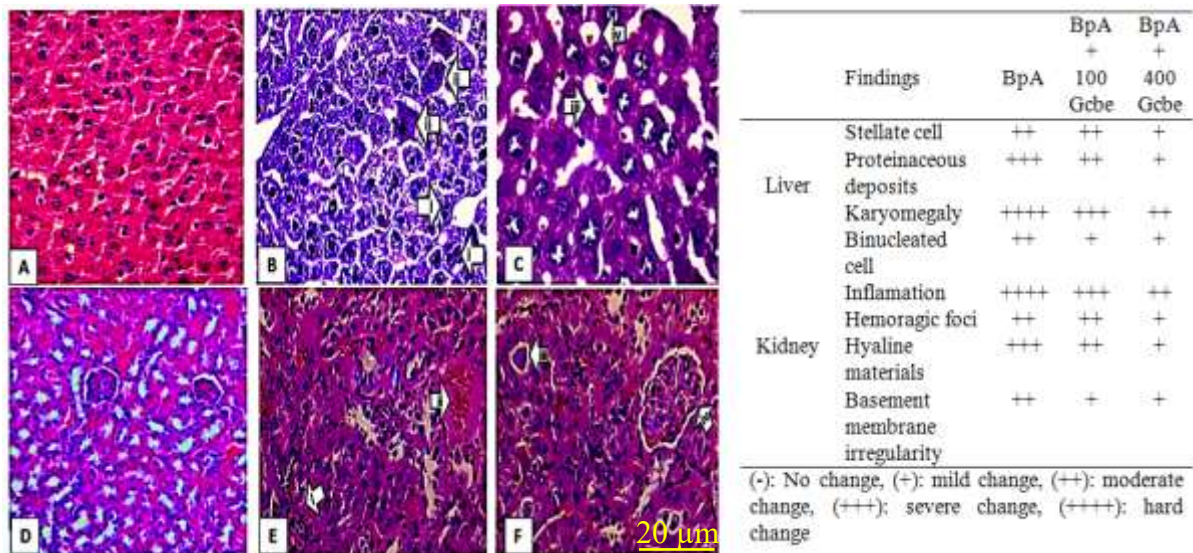 A
B
C
D
E
F
20 µm
BpA BpA
+ +
Findings BpA 100 400
Gcbe Gcbe
Stellate cell ++ ++ +
Proteinaceous +++ ++ +
deposits
Liver
Karyomegaly ++++ +++ ++
Binucleated ++ + +
cell
Inflamation ++++ +++ ++
Hemoragic foci ++ ++ +
Kidney Hyaline +++ ++ +
materials
Basement ++ + +
membrane
irregularity
(-): No change, (+): mild change, (++): moderate
change, (+++): severe change, (++++): hard
change